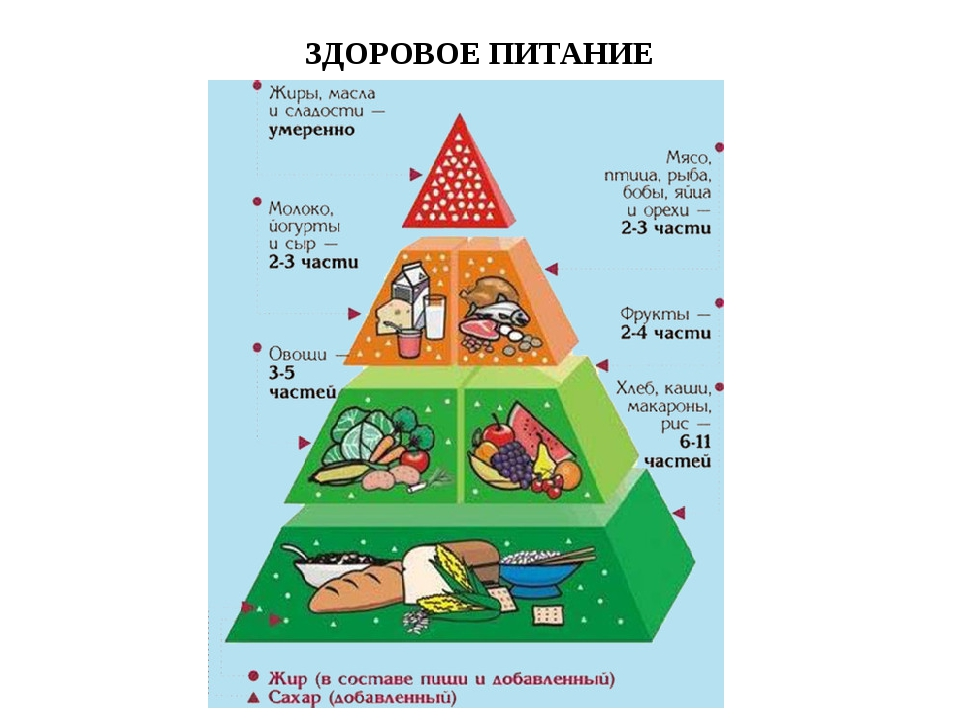 ЗДОРОВОЕ ПИТАНИЕ
Жиры, масла
и сладости —
умеренно
Мясо,
птица, рыба,
бобы, яйца
и орехи —
2-3 части
Молоко,
йогурты
и сыр —
2-3 части
Фрукты —
2-4 части
Овощи —
3-5
частей
Хлеб, каши,
макароны,
рис —
6-11
частей
Жир (в составе пищи и добавленный)
Сахар (добавленный)